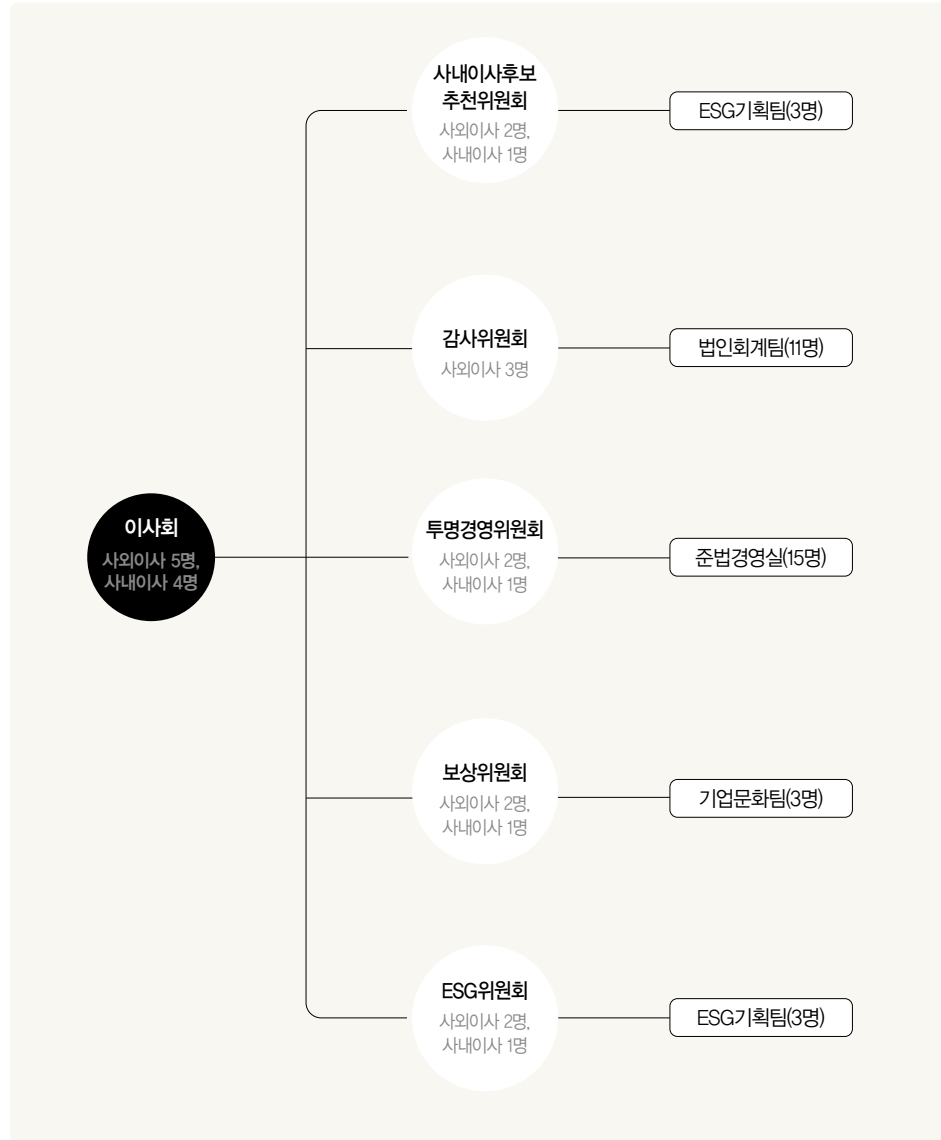 사내이사후보
추천위원회
사외이사 2명,
사내이사 1명
ESG기획팀(3명)
감사위원회
사외이사 3명
법인회계팀(11명)
이사회
사외이사 5명,
사내이사 4명
투명경영위원회
사외이사 2명,
사내이사 1명
준법경영실(15명)
보상위원회
사외이사 2명,
사내이사 1명
기업문화팀(3명)
ESG위원회
사외이사 2명,
사내이사 1명
ESG기획팀(3명)